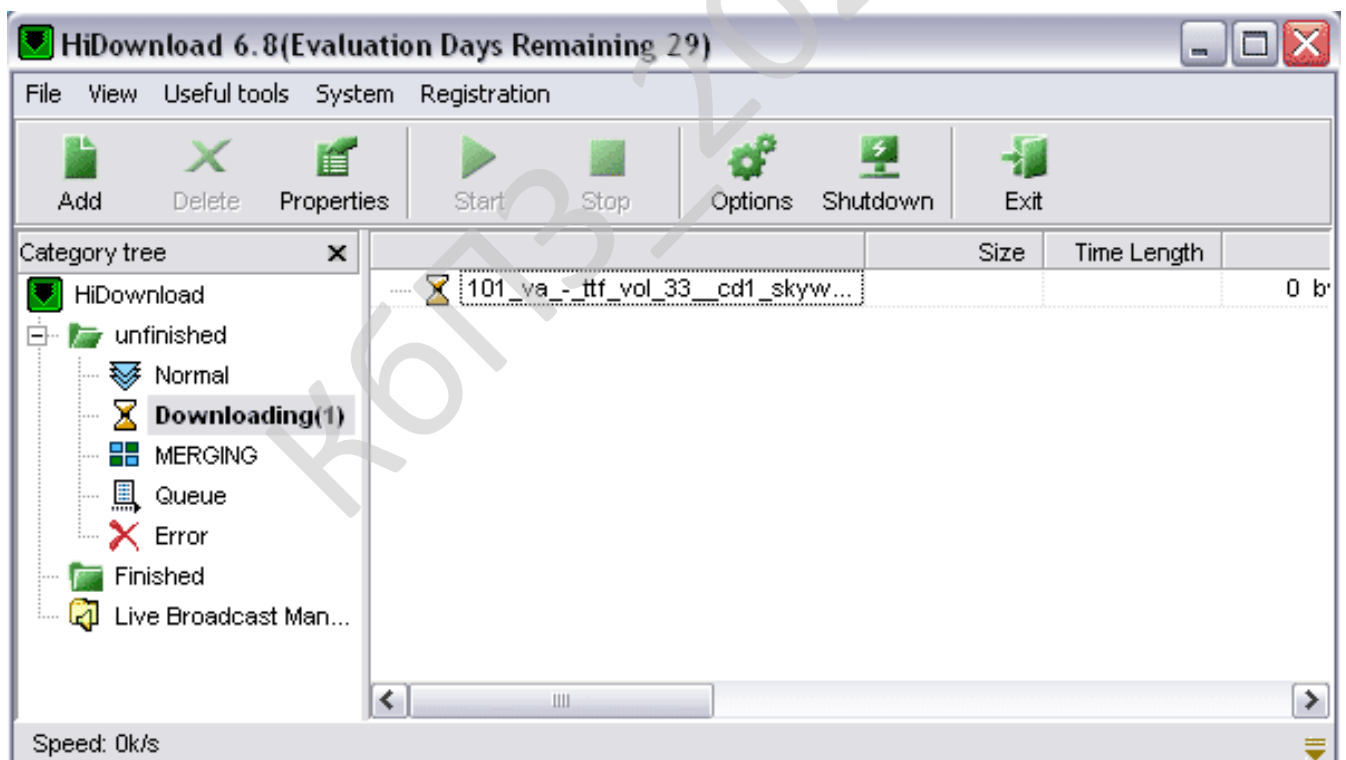 HiDownload 6.8(Evaluation Days Remaining 29)
File View Useful tools System Registration
Add Delete Properties Start Stop Options Shutdown Exit
Category tree
Size Time Length
HiDownload
101_va_-_ttf_vol_33__cd1_skyw...
0 b
unfinished
Normal
Downloading(1)
MERGING
Queue
Error
Finished
Live Broadcast Man...
Speed: 0k/s